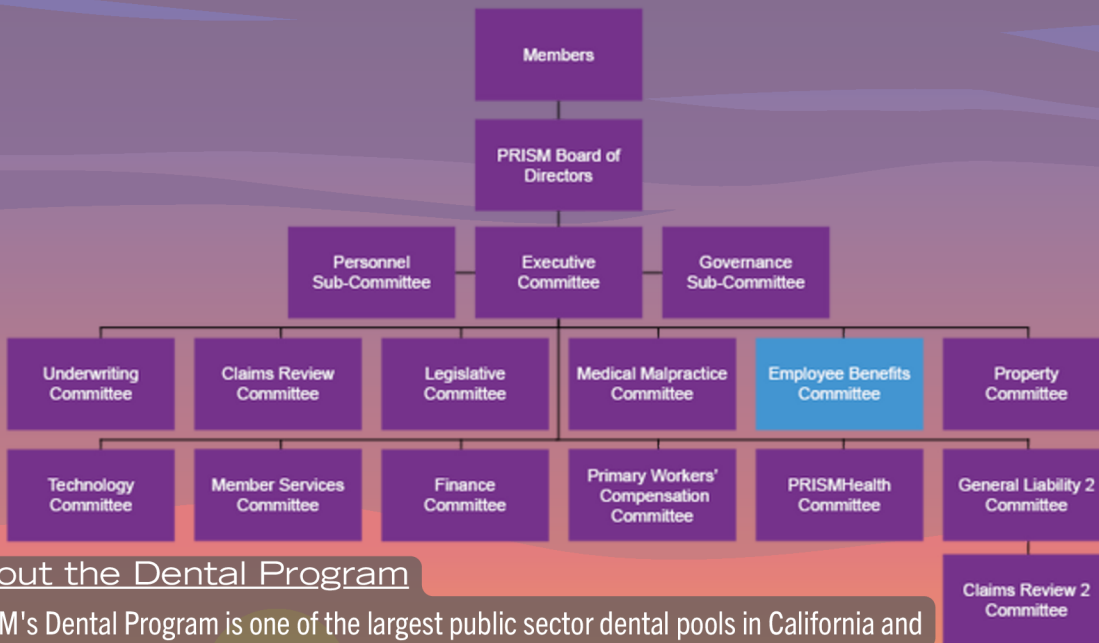 Members
PRISM Board of
Directors
Personnel
Sub-Committee
Executive
Committee
Governance
Sub-Committee
Underwriting
Committee
Claims Review
Committee
Legislative
Committee
Medical Malpractice
Committee
Employee Benefits
Committee
Property
Committee
Technology
Committee
Member Services
Committee
Finance
Committee
Primary Workers'
Compensation
Committee
PRISMHealth
Committee
General Liability 2
Committee
Claims Review 2
Committee
out the Dental Program
M's Dental Program is one of the largest public sector dental pools in California and